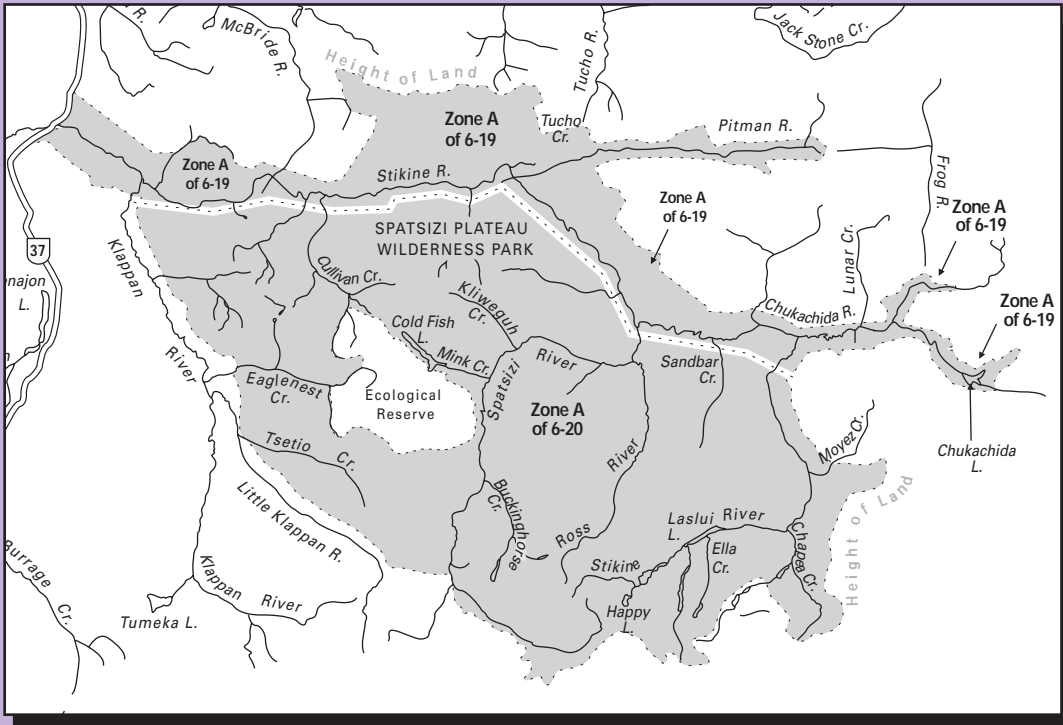 R.
McBride R.
Height of Land
Tucho R.
Jack Stone Cr.
Zone A
of 6-19
Tucho
Cr.
Pitman R.
Zone A
of 6-19
Stikine R.
Frog R.
Zone A
of 6-19
Zone A
of 6-19
SPATSIZI PLATEAU
WILDERNESS PARK
37
Klappan
River
Cullivan Cr.
Lunar Cr.
enajon
L.
Kliweguh
Cr.
Chukachida R.
Zone A
of 6-19
Cold Fish
L.
Mink Cr.
River
Spatsizi
Sandbar
Cr.
Eaglenest
Cr.
Ecological
Reserve
Zone A
of 6-20
Moyez Cr.
Chukachida
L.
Tsetio Cr.
River
Ross
Height of Land
Little Klappan R.
Buckinghorse
Cr.
Laslui River
L.
Ella
Cr.
Chapea Cr.
Stikine
Burrage
Cr.
Klappan River
Happy
L.
Tumeka L.